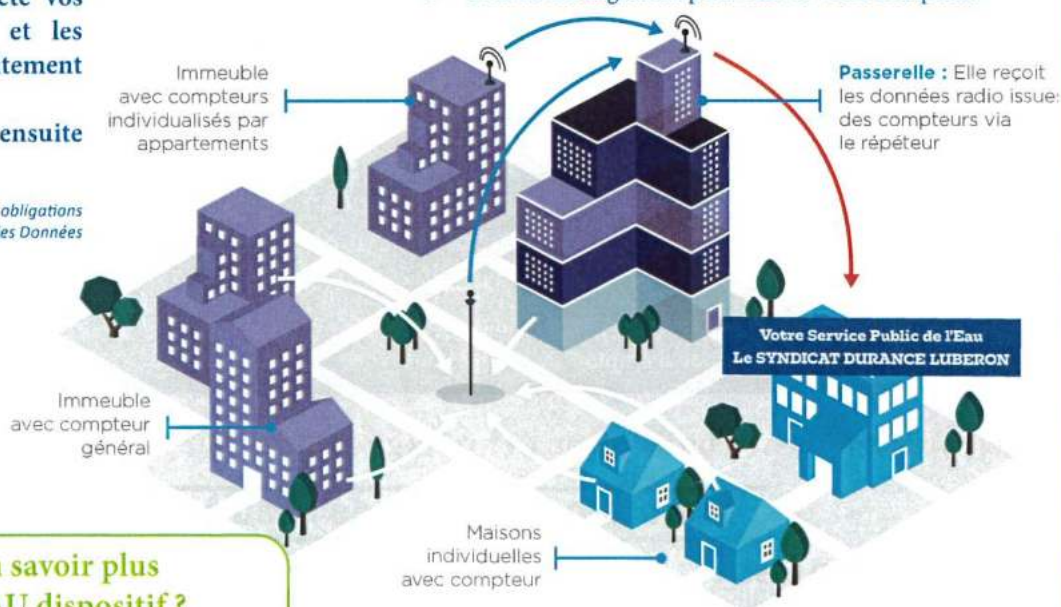 et les
ensuite
obligations
Données
Immeuble
avec compteurs
individualisés par
appartements
Passerelle : Elle reçoit
les données radio
des compteurs via
le répéteur
Votre Service Public de l'Eau
Le SYNDICAT DURANCE LUBERON
Immeuble
avec compteur
général
Maisons
individuelles
avec compteur
savoir plus
dispositif ?